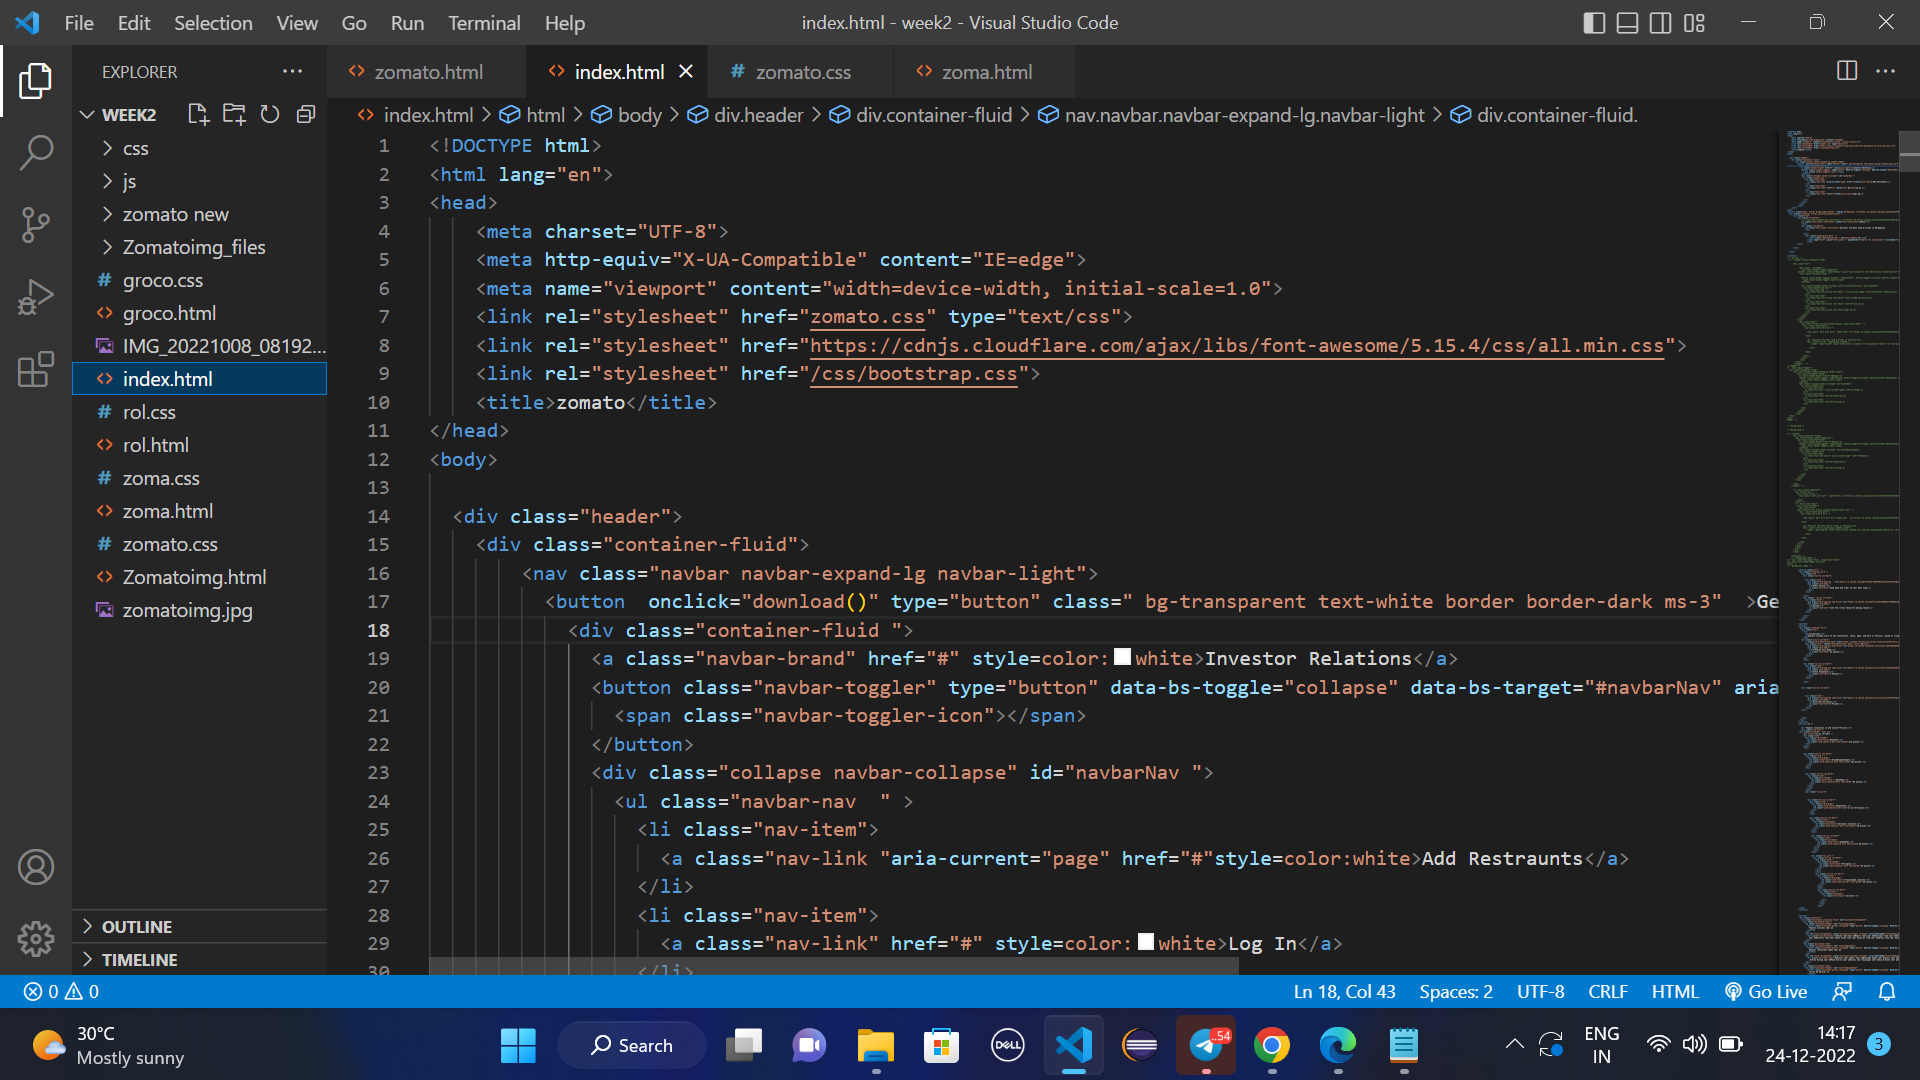 File Edit Selection View Go Run Terminal Help
index.html - week2 - Visual Studio Code
EXPLORER
zomato.html
index.html
# zomato.css
zoma.html
WEEK2
index.html > html > body > div.header > div.container-fluid > nav.navbar.navbar-expand-lg.navbar-light > div.container-fluid.
css
js
zomato new
Zomatoimg_files
# groco.css
groco.html
IMG_20221008_08192...
index.html
# rol.css
rol.html
# zoma.css
zoma.html
# zomato.css
Zomatoimg.html
zomatoimg.jpg
OUTLINE
TIMELINE
1 <!DOCTYPE html>
2 <html lang="en">
3 <head>
4 <meta charset="UTF-8">
5 <meta http-equiv="X-UA-Compatible" content="IE=edge">
6 <meta name="viewport" content="width=device-width, initial-scale=1.0">
7 <link rel="stylesheet" href="zomato.css" type="text/css">
8 <link rel="stylesheet" href="https://cdnjs.cloudflare.com/ajax/libs/font-awesome/5.15.4/css/all.min.css">
9 <link rel="stylesheet" href="/css/bootstrap.css">
10 <title>zomato</title>
11 </head>
12 <body>
13
14 <div class="header">
15 <div class="container-fluid">
16 <nav class="navbar navbar-expand-lg navbar-light">
17 <button  onclick="download()" type="button" class=" bg-transparent text-white border border-dark ms-3"  >Ge
18 <div class="container-fluid ">
19 <a class="navbar-brand" href="#" style=color:white>Investor Relations</a>
20 <button class="navbar-toggler" type="button" data-bs-toggle="collapse" data-bs-target="#navbarNav" aria
21 <span class="navbar-toggler-icon"></span>
22 </button>
23 <div class="collapse navbar-collapse" id="navbarNav ">
24 <ul class="navbar-nav  " >
25 <li class="nav-item">
26 <a class="nav-link "aria-current="page" href="#"style=color:white>Add Restraunts</a>
27 </li>
28 <li class="nav-item">
29 <a class="nav-link" href="#" style=color:white>Log In</a>
30 </li>
0 0
Ln 18, Col 43 Spaces: 2 UTF-8 CRLF HTML Go Live
30°C
Mostly sunny
Search
DELL
..54
ENG
IN
14:17
24-12-2022
3